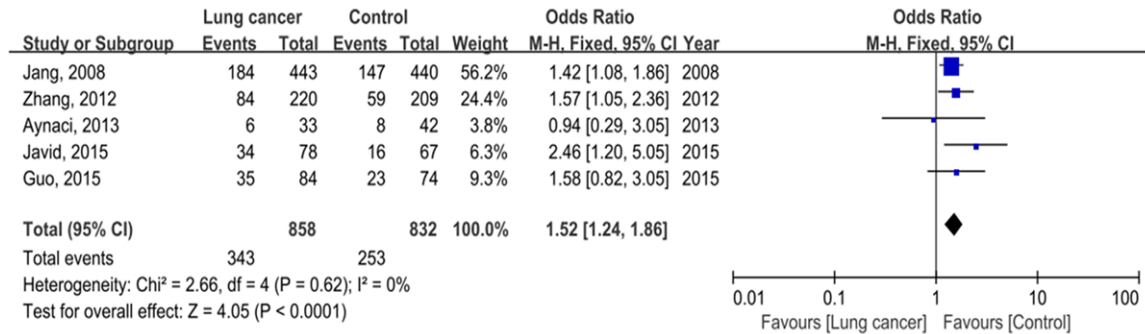 Lung cancer Control Odds Ratio Odds Ratio
Study or Subgroup Events Total Events Total Weight M-H, Fixed, 95% CI Year M-H, Fixed, 95% CI
Jang, 2008 184 443 147 440 56.2% 1.42 [1.08, 1.86] 2008
Zhang, 2012 84 220 59 209 24.4% 1.57 [1.05, 2.36] 2012
Aynaci, 2013 6 33 8 42 3.8% 0.94 [0.29, 3.05] 2013
Javid, 2015 34 78 16 67 6.3% 2.46 [1.20, 5.05] 2015
Guo, 2015 35 84 23 74 9.3% 1.58 [0.82, 3.05] 2015
Total (95% CI) 858 832 100.0% 1.52 [1.24, 1.86]
Total events 343 253
Heterogeneity: Chi² = 2.66, df = 4 (P = 0.62); I² = 0%
Test for overall effect: Z = 4.05 (P < 0.0001)
0.01 0.1 1 10 100
Favours [Lung cancer] Favours [Control]